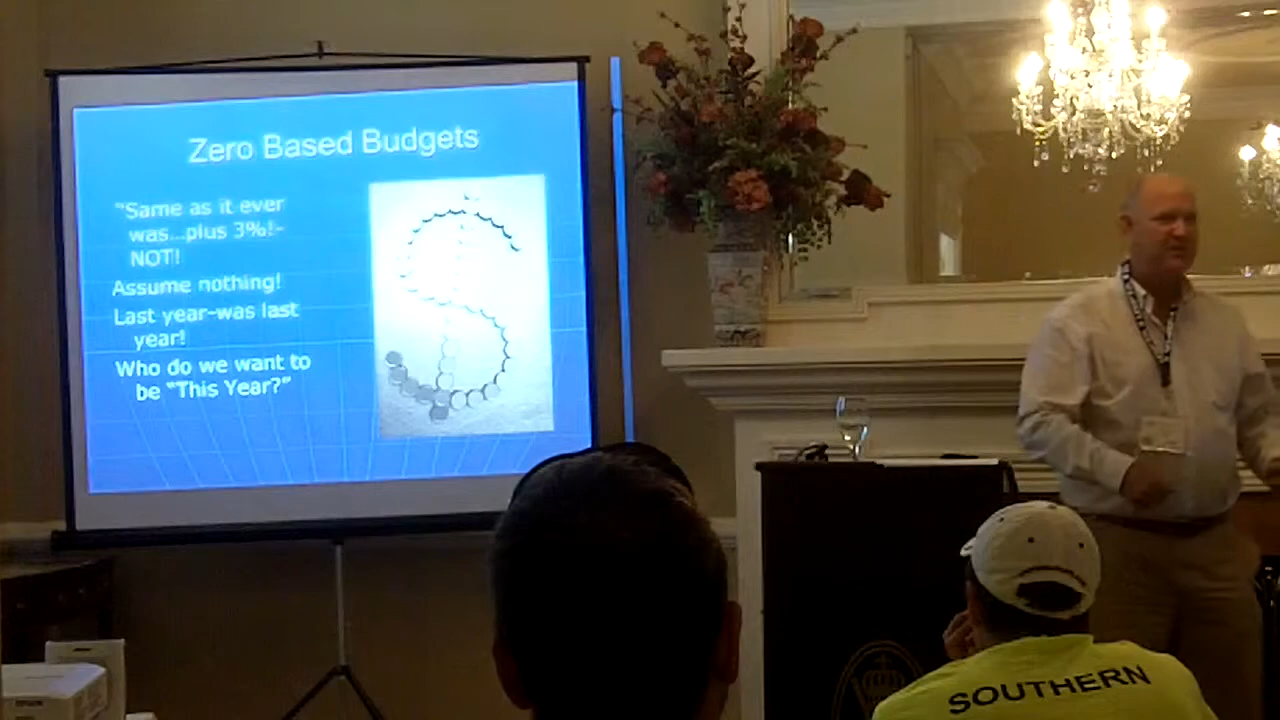 Zero Based Budgets
"Same as it ever
was...plus 3%!-
NOT!
Assume nothing!
Last year-was last
year!
Who do we want to
be "This Year?"
SOUTHERN
EPSON